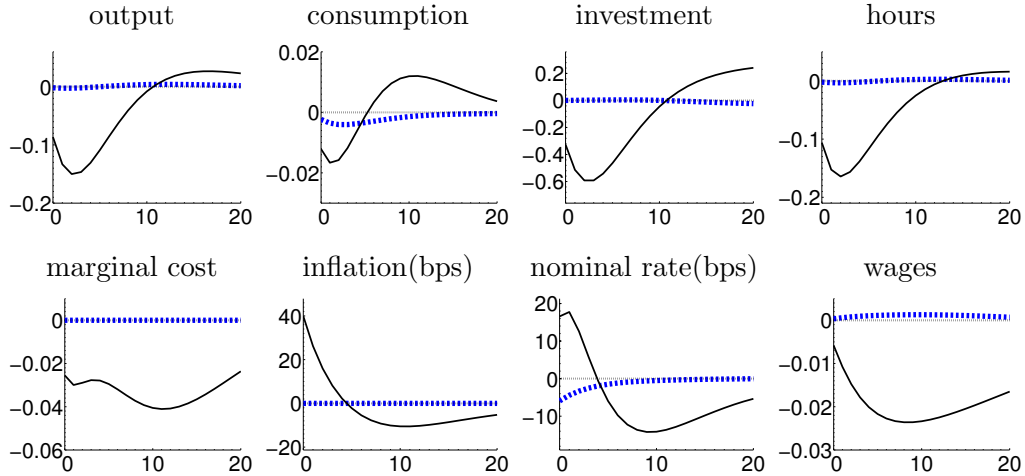 output consumption investment hours
0 −0.1 −0.2 0 10 20
0.02 0 −0.02 0 10 20
0.2 0 −0.2 −0.4 −0.6 0 10 20
0 −0.1 −0.2 0 10 20
marginal cost inflation(bps) nominal rate(bps) wages
0 −0.02 −0.04 −0.06 0 10 20
40 20 0 −20 0 10 20
20 10 0 −10 0 10 20
0 −0.01 −0.02 −0.03 0 10 20